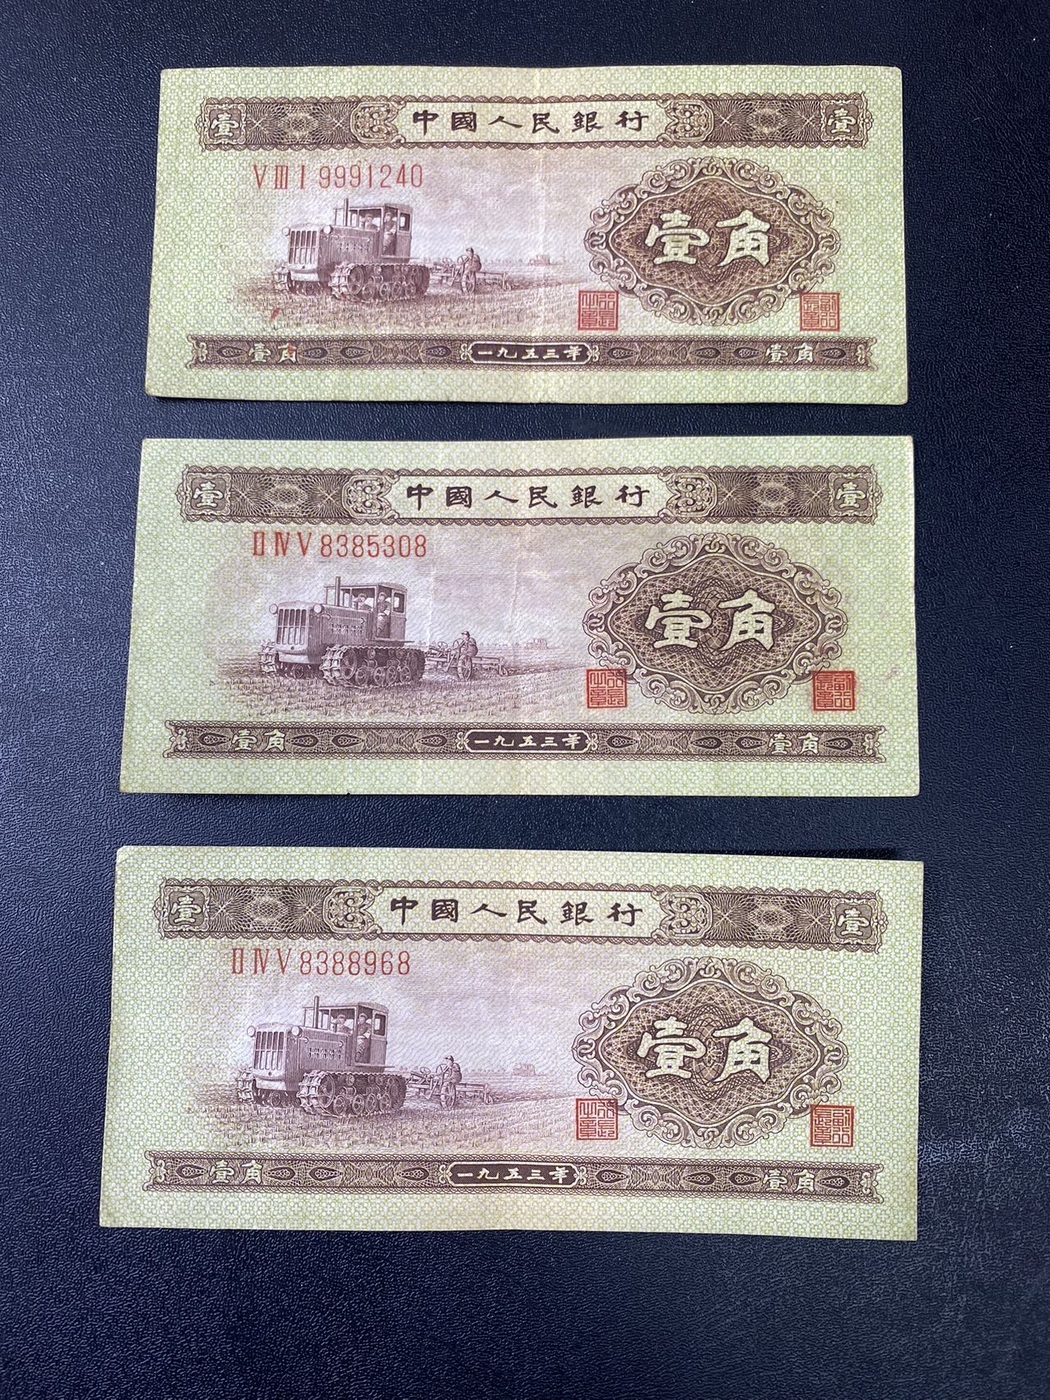 壹 中國人民銀行 壹
V III I 9991240
壹角
壹角 一九五三年 壹角
壹 中國人民銀行 壹
II IV V 8385308
壹角
壹角 一九五三年 壹角
壹 中國人民銀行 壹
II IV V 8388968
壹角
壹角 一九五三年 壹角